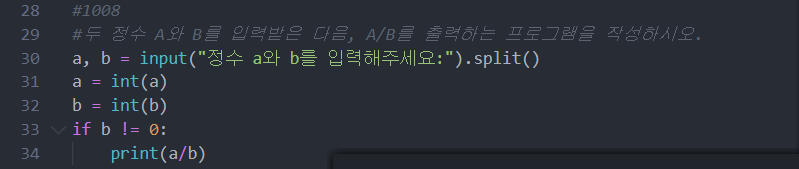 28 #1008
29 #두 정수 A와 B를 입력받은 다음, A/B를 출력하는 프로그램을 작성하시오.
30 a, b = input("정수 a와 b를 입력해주세요:").split()
31 a = int(a)
32 b = int(b)
33 if b != 0:
34     print(a/b)